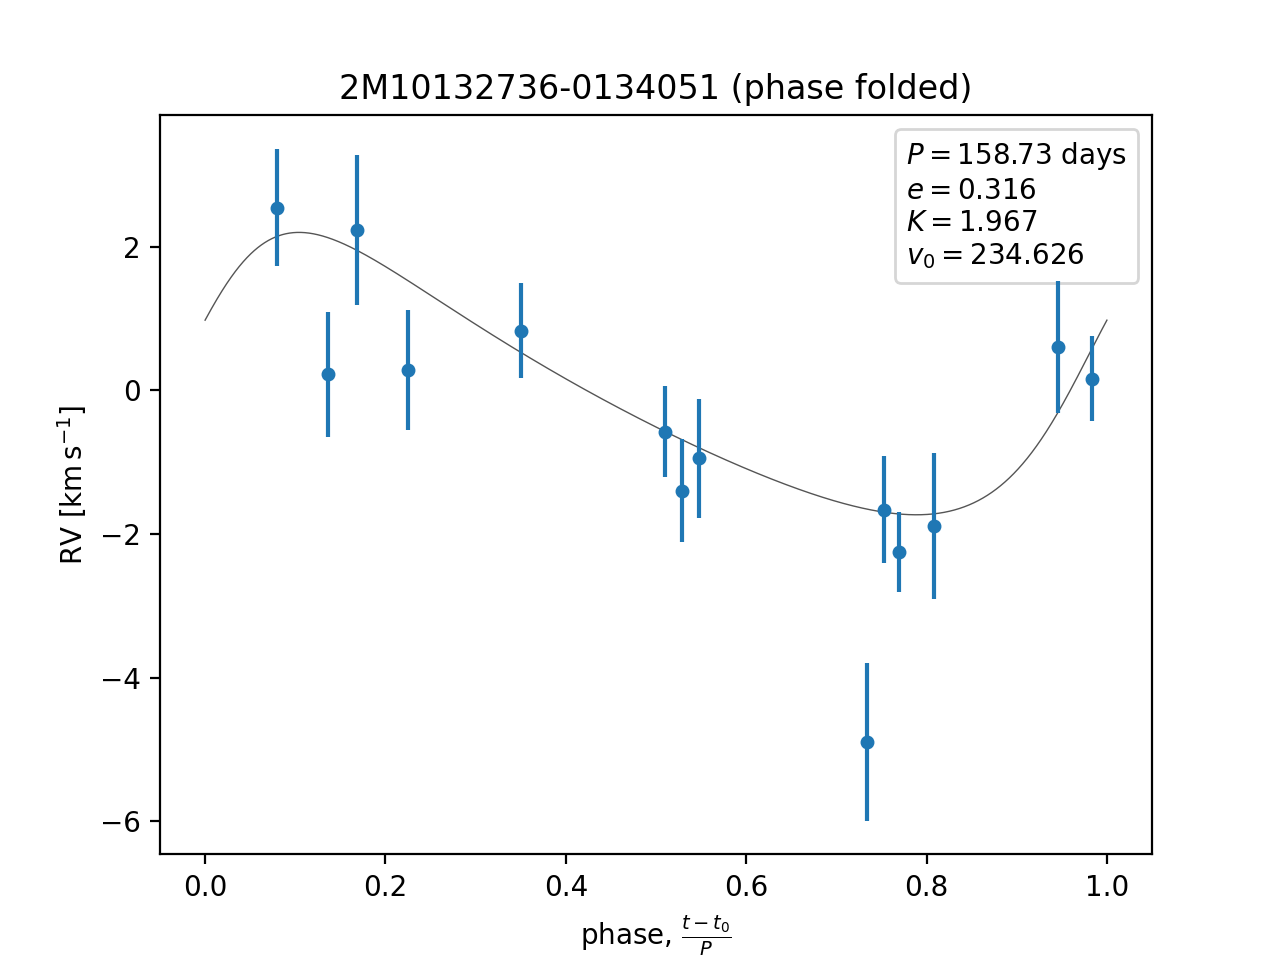 2M10132736-0134051 (phase folded)
P = 158.73 days
e = 0.316
K = 1.967
v₀ = 234.626
RV [km s⁻¹]
2
0
−2
−4
−6
0.0 0.2 0.4 0.6 0.8 1.0
phase, (t − t₀)/P